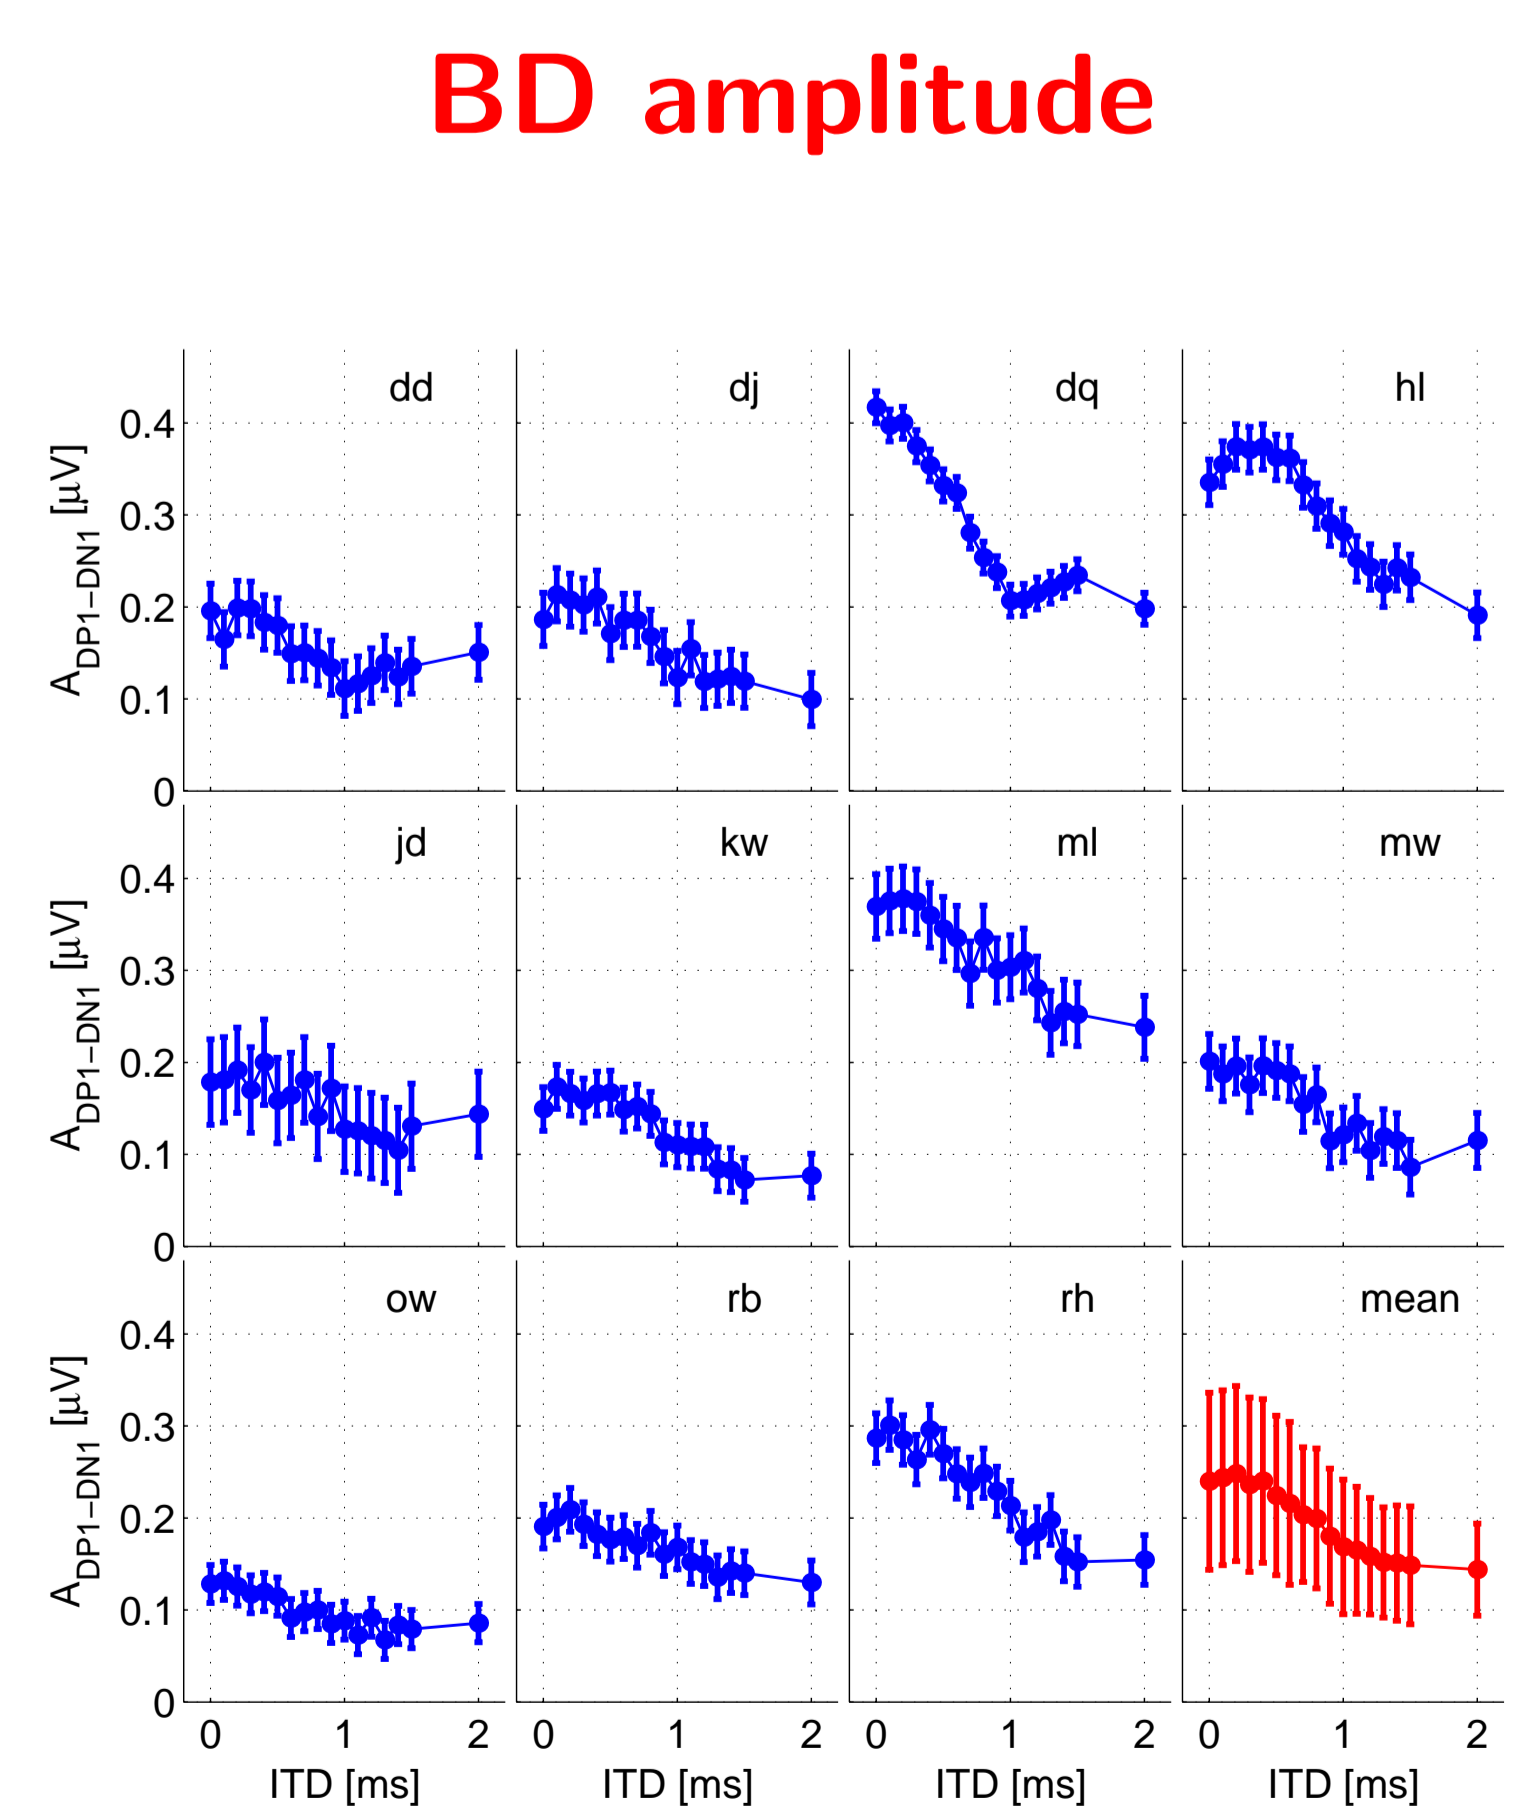 BD amplitude
dd dj dq hl
A_DP1−DN1 [μV]
0.4
0.3
0.2
0.1
0
jd kw ml mw
A_DP1−DN1 [μV]
0.4
0.3
0.2
0.1
0
ow rb rh mean
A_DP1−DN1 [μV]
0.4
0.3
0.2
0.1
0
0 1 2 0 1 2 0 1 2 0 1 2
ITD [ms] ITD [ms] ITD [ms] ITD [ms]